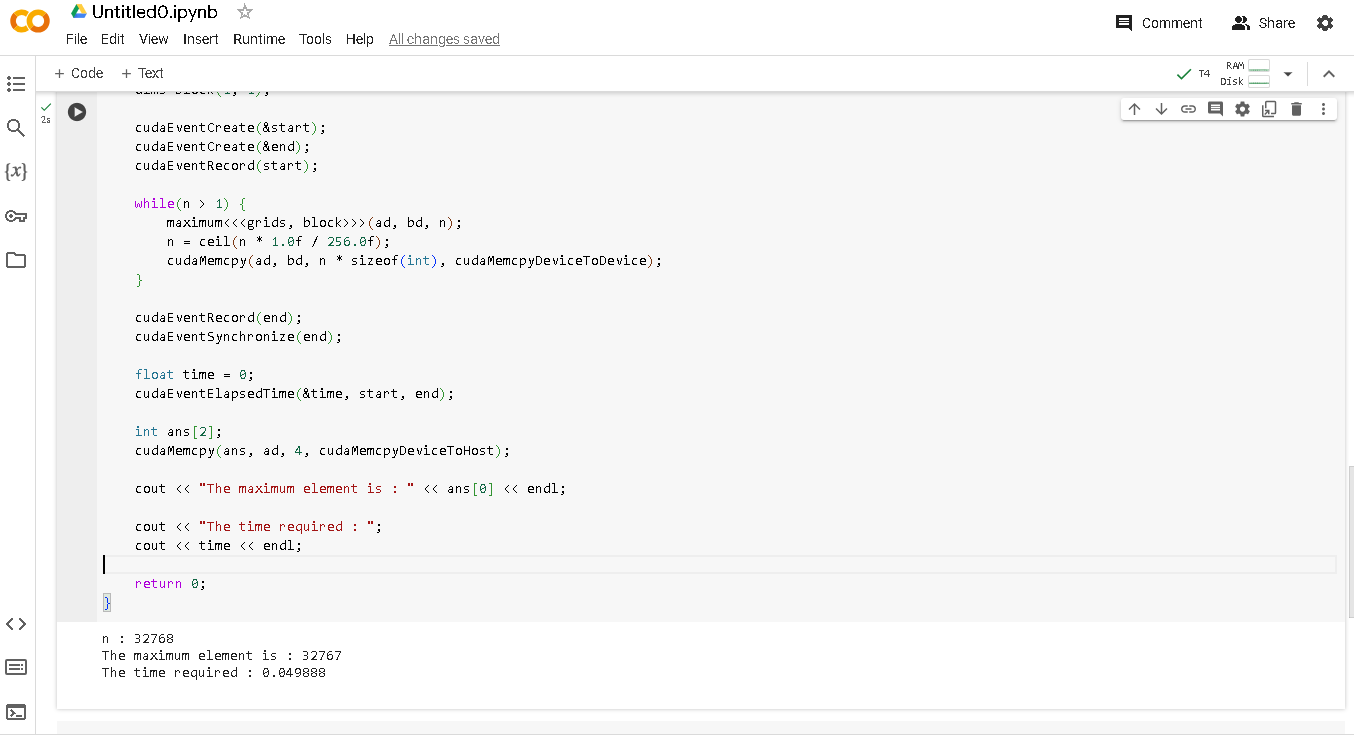 Untitled0.ipynb
Comment
Share
File Edit View Insert Runtime Tools Help All changes saved
+ Code + Text
T4
RAM
Disk
2s
{x}
cudaEventCreate(&start);
cudaEventCreate(&end);
cudaEventRecord(start);
while(n > 1) {
maximum<<<grids, block>>>(ad, bd, n);
n = ceil(n * 1.0f / 256.0f);
cudaMemcpy(ad, bd, n * sizeof(int), cudaMemcpyDeviceToDevice);
}
cudaEventRecord(end);
cudaEventSynchronize(end);
float time = 0;
cudaEventElapsedTime(&time, start, end);
int ans[2];
cudaMemcpy(ans, ad, 4, cudaMemcpyDeviceToHost);
cout << "The maximum element is : " << ans[0] << endl;
cout << "The time required : ";
cout << time << endl;
return 0;
}
n : 32768
The maximum element is : 32767
The time required : 0.049888